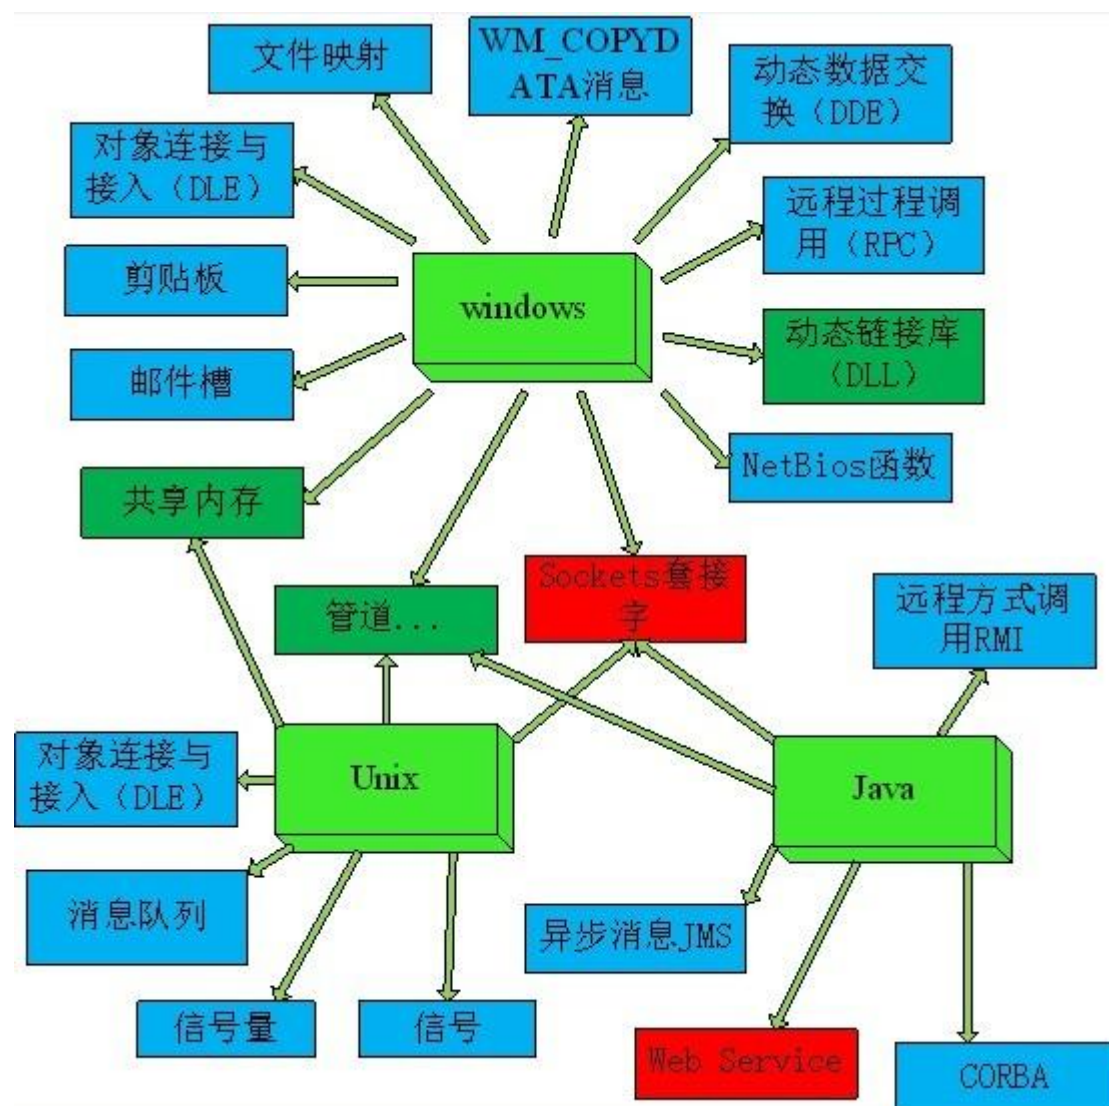 文件映射
WM_COPYD
ATA消息
动态数据交
换（DDE）
对象连接与
接入（DLE）
远程过程调
用（RPC）
剪贴板
windows
动态链接库
（DLL）
邮件槽
NetBios函数
共享内存
Sockets套接
字
管道...
远程方式调
用RMI
对象连接与
接入（DLE）
Unix
Java
消息队列
异步消息JMS
信号量
信号
Web Service
CORBA